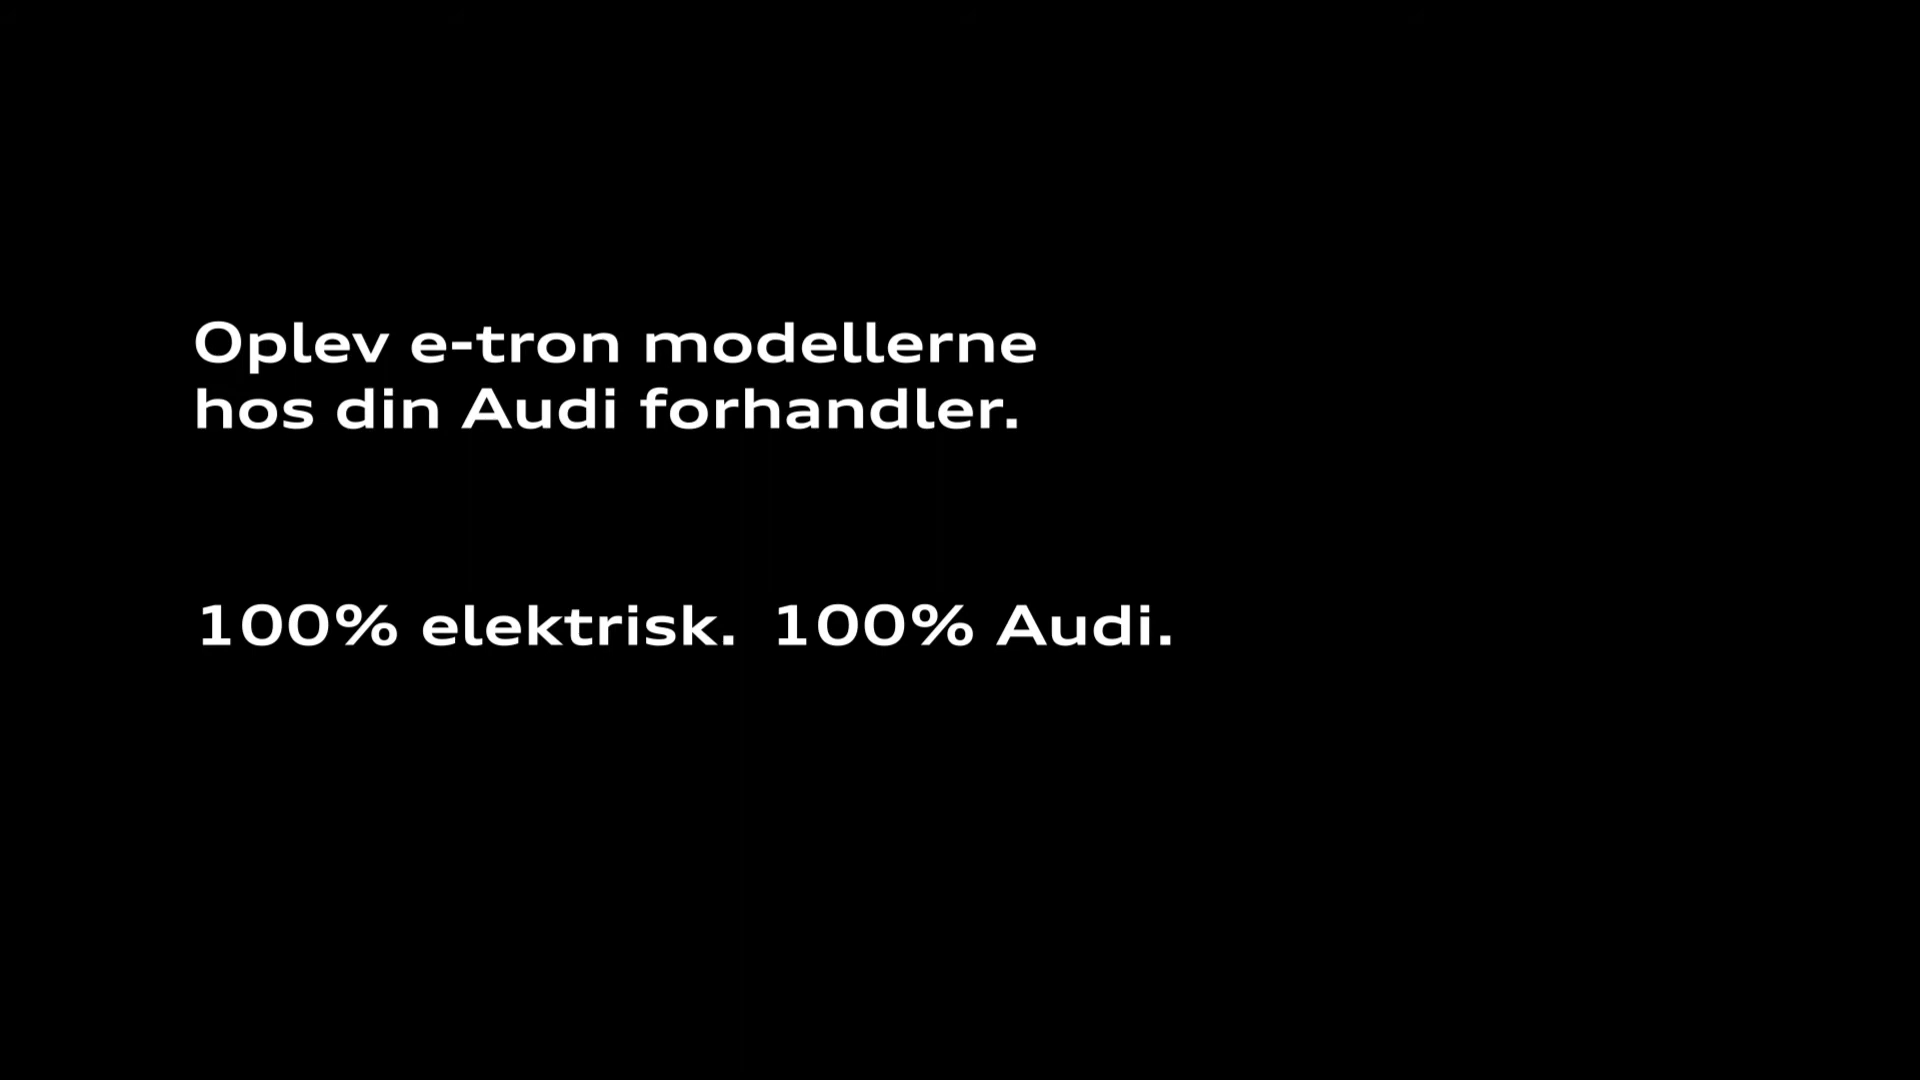 Oplev e-tron modellerne
hos din Audi forhandler.
100% elektrisk. 100% Audi.